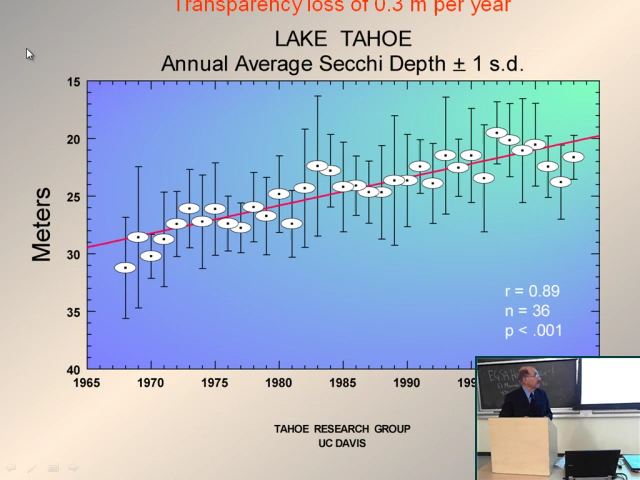 Transparency loss of 0.3 m per year
LAKE TAHOE
Annual Average Secchi Depth ± 1 s.d.
15
20
25
30
35
40
Meters
r = 0.89
n = 36
p < .001
1965 1970 1975 1980 1985 1990
TAHOE RESEARCH GROUP
UC DAVIS